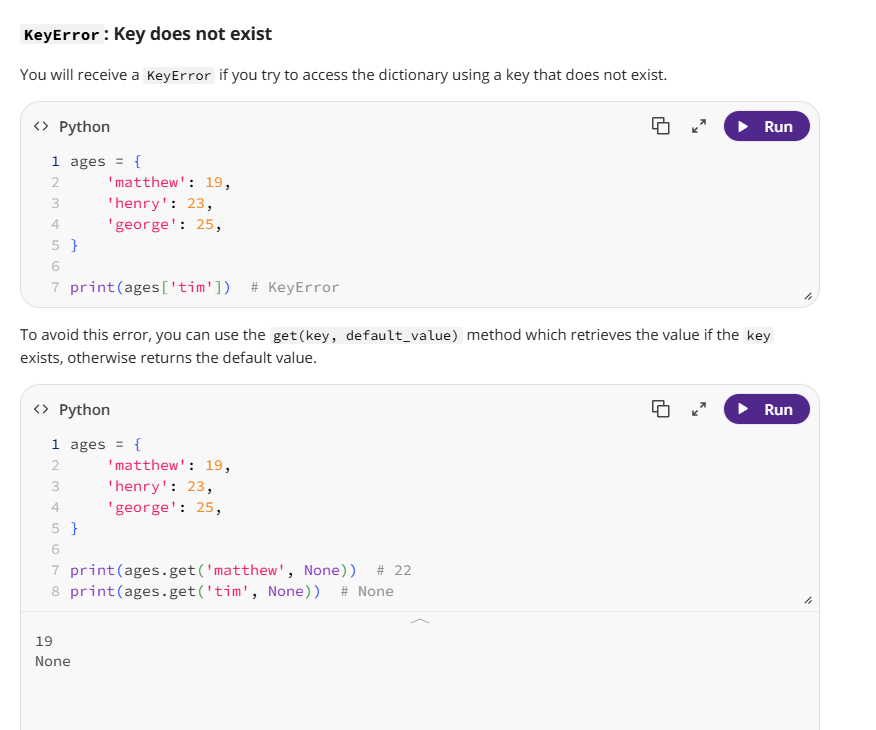 KeyError: Key does not exist
You will receive a KeyError if you try to access the dictionary using a key that does not exist.
<> Python Run
1 ages = {
2     'matthew': 19,
3     'henry': 23,
4     'george': 25,
5 }
6
7 print(ages['tim'])  # KeyError
To avoid this error, you can use the get(key, default_value) method which retrieves the value if the key
exists, otherwise returns the default value.
<> Python Run
1 ages = {
2     'matthew': 19,
3     'henry': 23,
4     'george': 25,
5 }
6
7 print(ages.get('matthew', None))  # 22
8 print(ages.get('tim', None))  # None
19
None